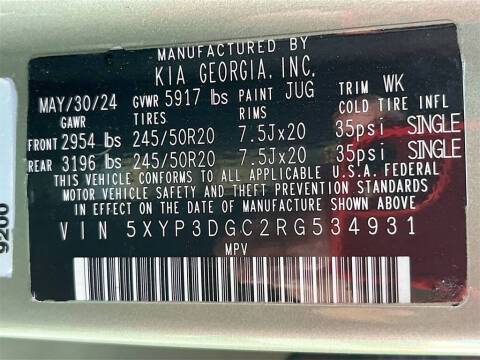 MANUFACTURED BY
KIA GEORGIA, INC.
MAY/30/24 GVWR 5917 lbs PAINT JUG TRIM WK
GAWR TIRES RIMS COLD TIRE INFL
FRONT 2954 lbs 245/50R20 7.5Jx20 35psi SINGLE
REAR 3196 lbs 245/50R20 7.5Jx20 35psi SINGLE
THIS VEHICLE CONFORMS TO ALL APPLICABLE U.S.A. FEDERAL
MOTOR VEHICLE SAFETY AND THEFT PREVENTION STANDARDS
IN EFFECT ON THE DATE OF MANUFACTURE SHOWN ABOVE.
VIN 5XYP3DGC2RG534931
MPV